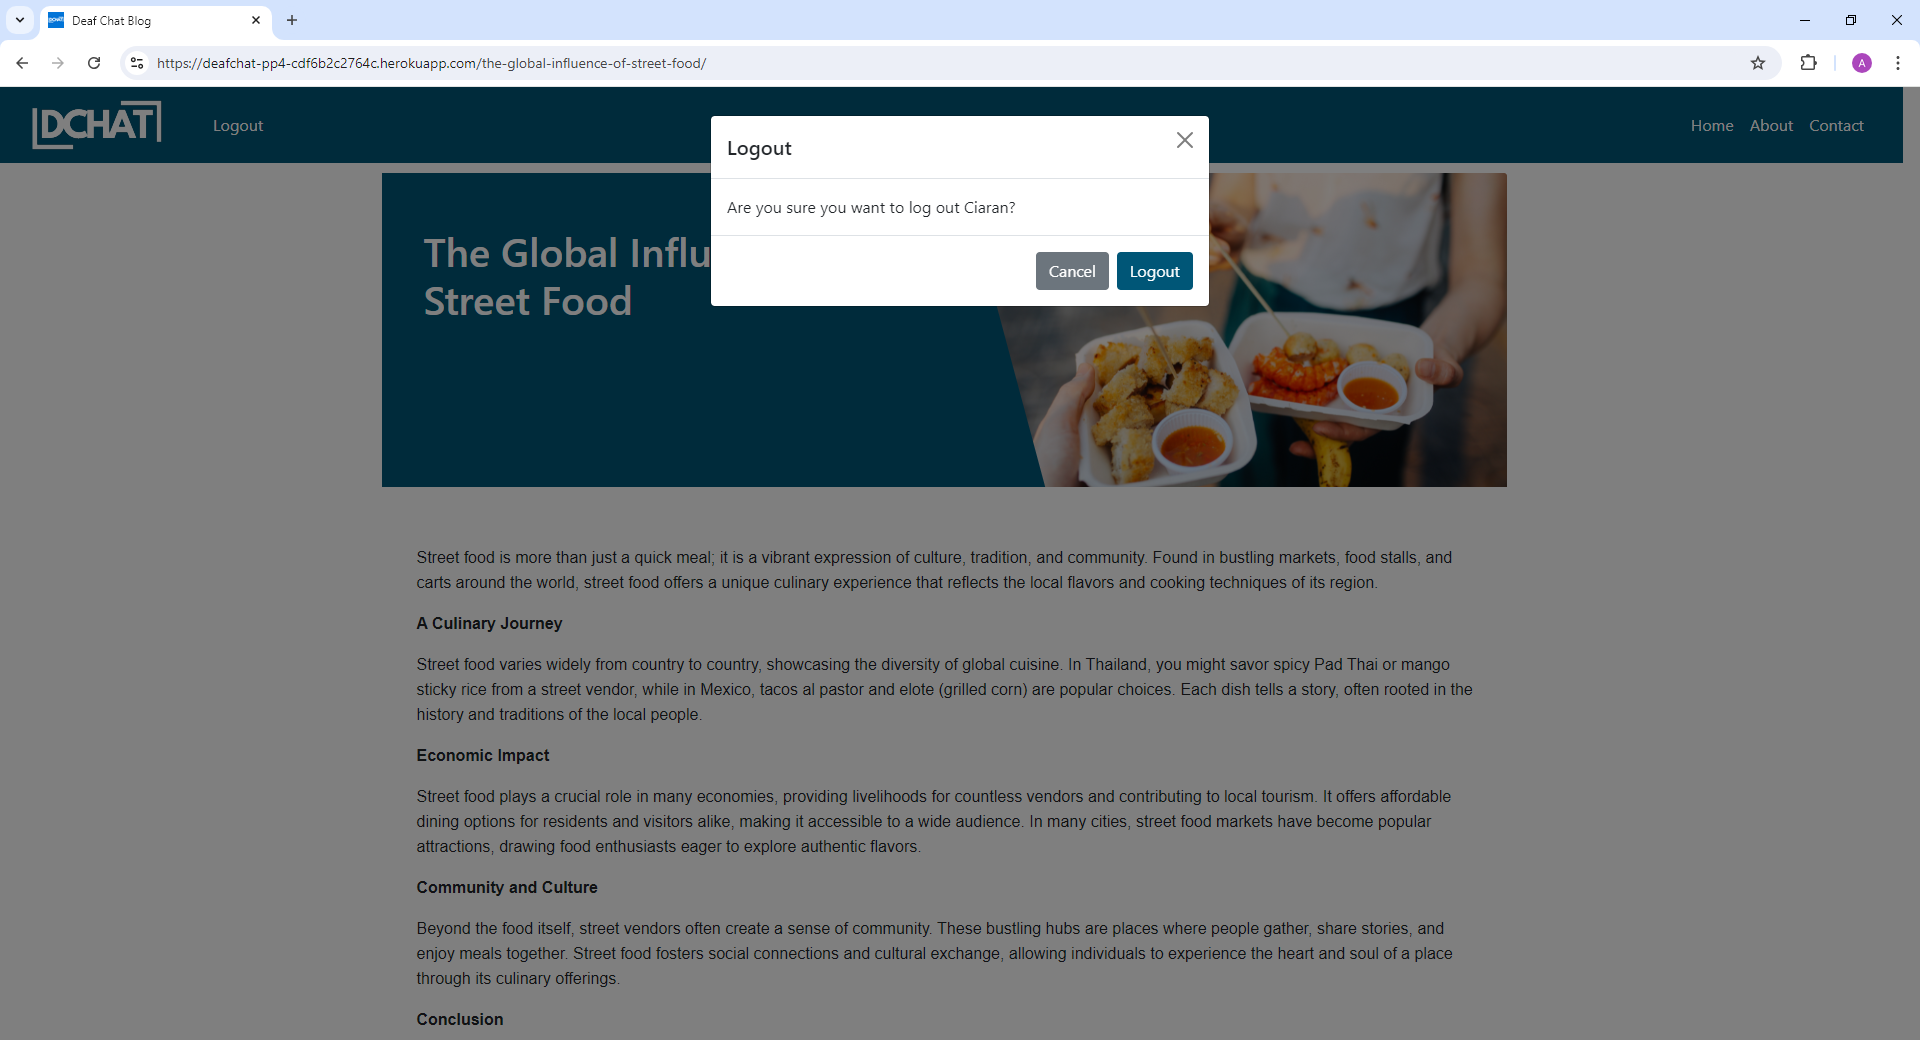 Deaf Chat Blog
https://deafchat-pp4-cdf6b2c2764c.herokuapp.com/the-global-influence-of-street-food/
A
DCHAT
Logout
Home
About
Contact
Logout
Are you sure you want to log out Ciaran?
Cancel
Logout
The Global Influ
Street Food
Street food is more than just a quick meal; it is a vibrant expression of culture, tradition, and community. Found in bustling markets, food stalls, and
carts around the world, street food offers a unique culinary experience that reflects the local flavors and cooking techniques of its region.
A Culinary Journey
Street food varies widely from country to country, showcasing the diversity of global cuisine. In Thailand, you might savor spicy Pad Thai or mango
sticky rice from a street vendor, while in Mexico, tacos al pastor and elote (grilled corn) are popular choices. Each dish tells a story, often rooted in the
history and traditions of the local people.
Economic Impact
Street food plays a crucial role in many economies, providing livelihoods for countless vendors and contributing to local tourism. It offers affordable
dining options for residents and visitors alike, making it accessible to a wide audience. In many cities, street food markets have become popular
attractions, drawing food enthusiasts eager to explore authentic flavors.
Community and Culture
Beyond the food itself, street vendors often create a sense of community. These bustling hubs are places where people gather, share stories, and
enjoy meals together. Street food fosters social connections and cultural exchange, allowing individuals to experience the heart and soul of a place
through its culinary offerings.
Conclusion